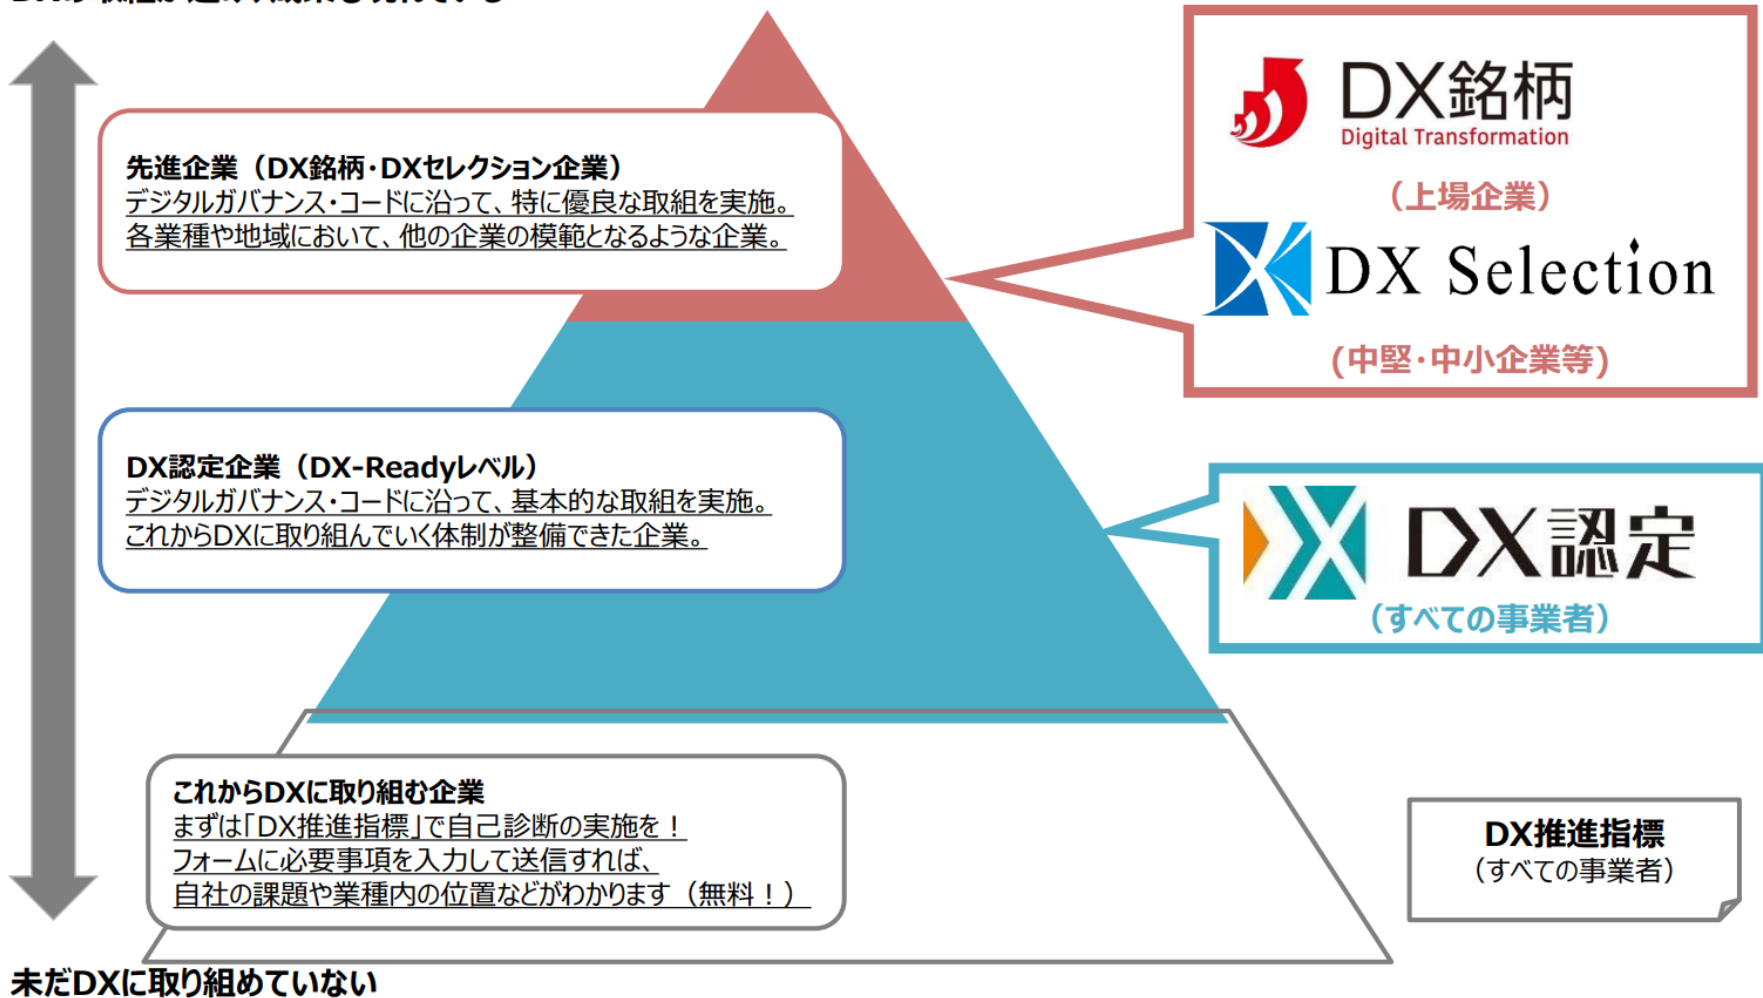 先進企業（DX銘柄・DXセレクション企業）
デジタルガバナンス・コードに沿って、特に優良な取組を実施。
各業種や地域において、他の企業の模範となるような企業。
DX銘柄
Digital Transformation
（上場企業）
DX Selection
(中堅・中小企業等)
DX認定企業（DX-Readyレベル）
デジタルガバナンス・コードに沿って、基本的な取組を実施。
これからDXに取り組んでいく体制が整備できた企業。
DX認定
（すべての事業者）
これからDXに取り組む企業
まずは「DX推進指標」で自己診断の実施を！
フォームに必要事項を入力して送信すれば、
自社の課題や業種内の位置などがわかります（無料！）
DX推進指標
（すべての事業者）
未だDXに取り組めていない